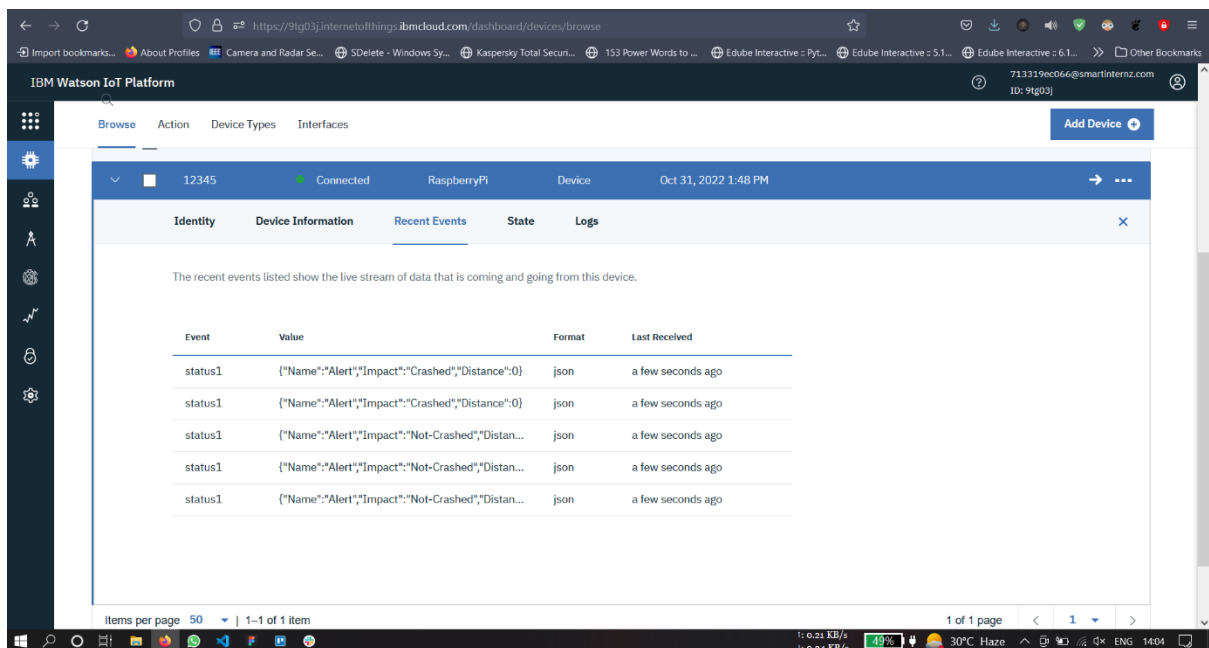 https://9tg03j.internetofthings.ibmcloud.com/dashboard/devices/browse
Import bookmarks... About Profiles Camera and Radar Se... SDelete - Windows Sy... Kaspersky Total Securi... 153 Power Words to ... Edube Interactive :: Pyt... Edube Interactive :: 5.1... Edube Interactive :: 6.1... Other Bookmarks
IBM Watson IoT Platform
713319ec066@smartinternz.com
ID: 9tg03j
Browse Action Device Types Interfaces Add Device
12345 Connected RaspberryPi Device Oct 31, 2022 1:48 PM
Identity Device Information Recent Events State Logs
The recent events listed show the live stream of data that is coming and going from this device.
Event Value Format Last Received
status1 {"Name":"Alert","Impact":"Crashed","Distance":0} json a few seconds ago
status1 {"Name":"Alert","Impact":"Crashed","Distance":0} json a few seconds ago
status1 {"Name":"Alert","Impact":"Not-Crashed","Distan... json a few seconds ago
status1 {"Name":"Alert","Impact":"Not-Crashed","Distan... json a few seconds ago
status1 {"Name":"Alert","Impact":"Not-Crashed","Distan... json a few seconds ago
Items per page 50 | 1–1 of 1 item 1 of 1 page 1
0.21 KB/s 49% 30°C Haze ENG 14:04